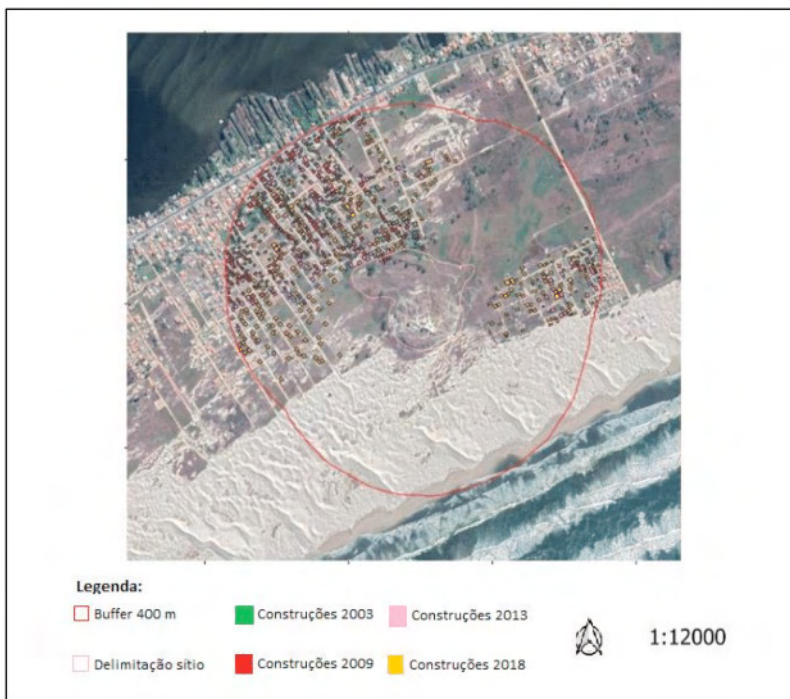 Legenda:
Buffer 400 m
Construções 2003
Construções 2013
1:12000
Delimitação sítio
Construções 2009
Construções 2018